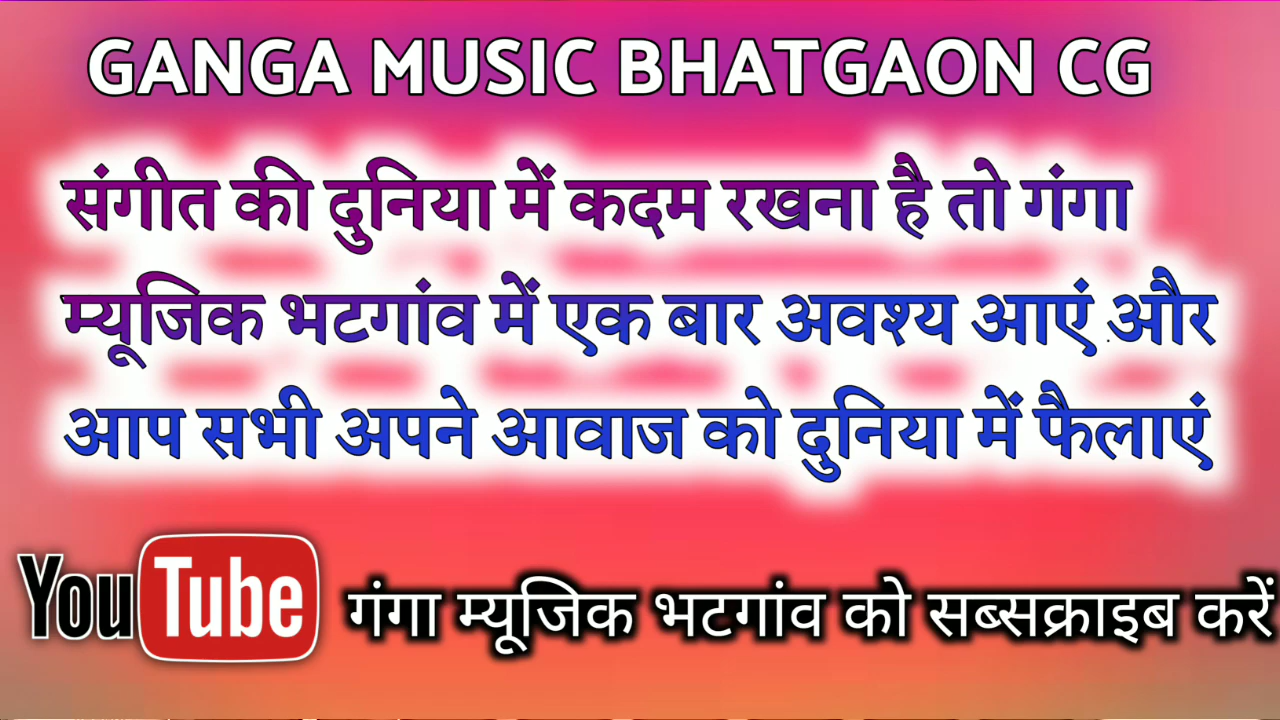 GANGA MUSIC BHATGAON CG
संगीत की दुनिया में कदम रखना है तो गंगा
म्यूजिक भटगांव में एक बार अवश्य आएं और
आप सभी अपने आवाज को दुनिया में फैलाएं
YouTube गंगा म्यूजिक भटगांव को सब्सक्राइब करें